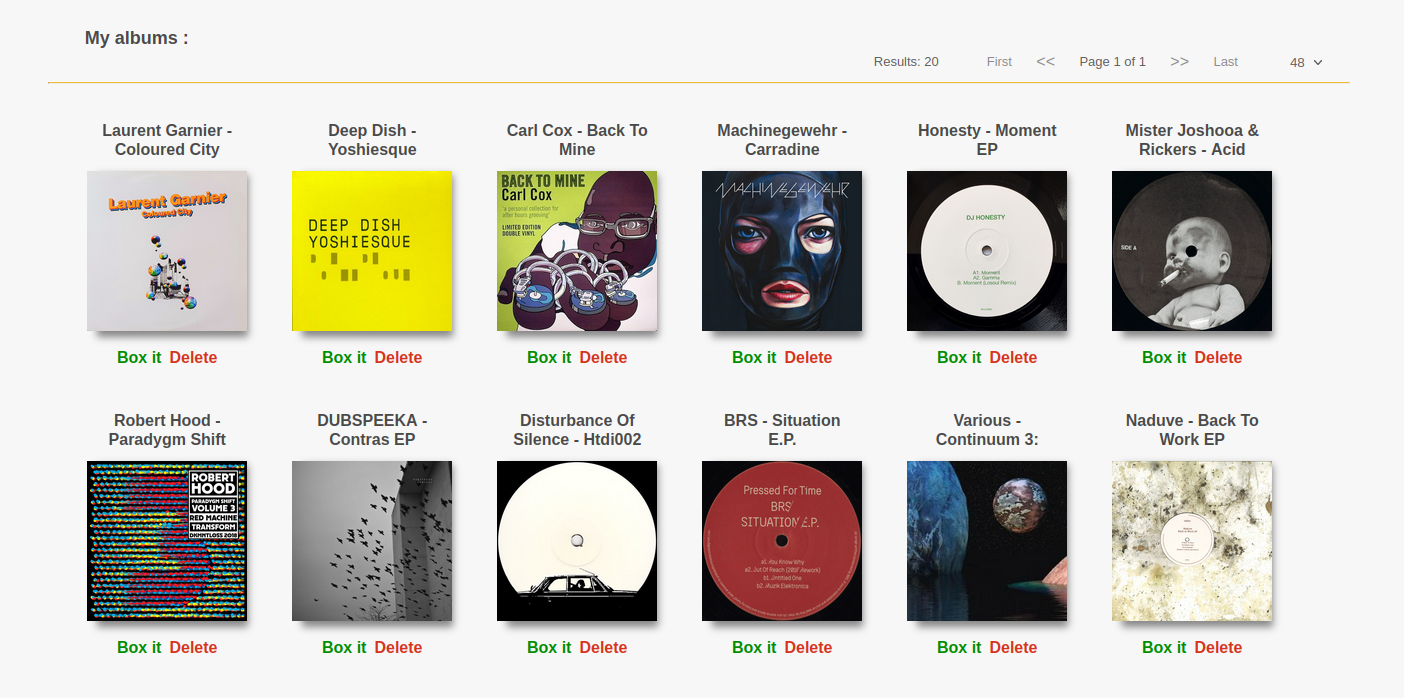 My albums :
Results: 20 First << Page 1 of 1 >> Last 48
Laurent Garnier -
Coloured City
Deep Dish -
Yoshiesque
Carl Cox - Back To
Mine
Machinegewehr -
Carradine
Honesty - Moment
EP
Mister Joshooa &
Rickers - Acid
Laurent Garnier
Coloured City
DEEP DISH
YOSHIESQUE
BACK TO MINE
Carl Cox
'a personal collection for
after hours grooving'
LIMITED EDITION
DOUBLE VINYL
MACHINEGEWEHR
DJ HONESTY
A1. Moment
A2. Gamma
B. Moment (Losoul Remix)
SIDE A
Box it Delete
Box it Delete
Box it Delete
Box it Delete
Box it Delete
Box it Delete
Robert Hood -
Paradygm Shift
DUBSPEEKA -
Contras EP
Disturbance Of
Silence - Htdi002
BRS - Situation
E.P.
Various -
Continuum 3:
Naduve - Back To
Work EP
ROBERT
HOOD
PARADYGM SHIFT
VOLUME 3
RED MACHINE
TRANSFORM
DKMNTLOSS 2018
Pressed For Time
BRS
SITUATION E.P.
a1. You Know Why
a2. Out Of Reach (2BSF Rework)
b1. Untitled One
b2. Muzik Elektronica
Box it Delete
Box it Delete
Box it Delete
Box it Delete
Box it Delete
Box it Delete